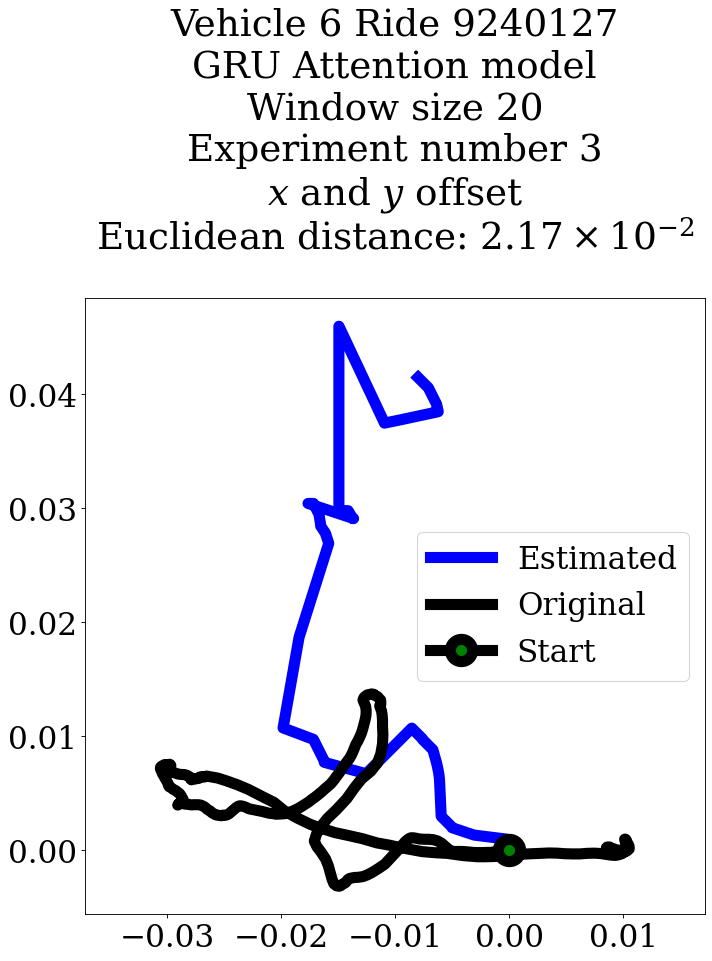 Vehicle 6 Ride 9240127
GRU Attention model
Window size 20
Experiment number 3
x and y offset
Euclidean distance: 2.17 × 10⁻²
0.04
0.03
0.02
0.01
0.00
Estimated
Original
Start
−0.03 −0.02 −0.01 0.00 0.01